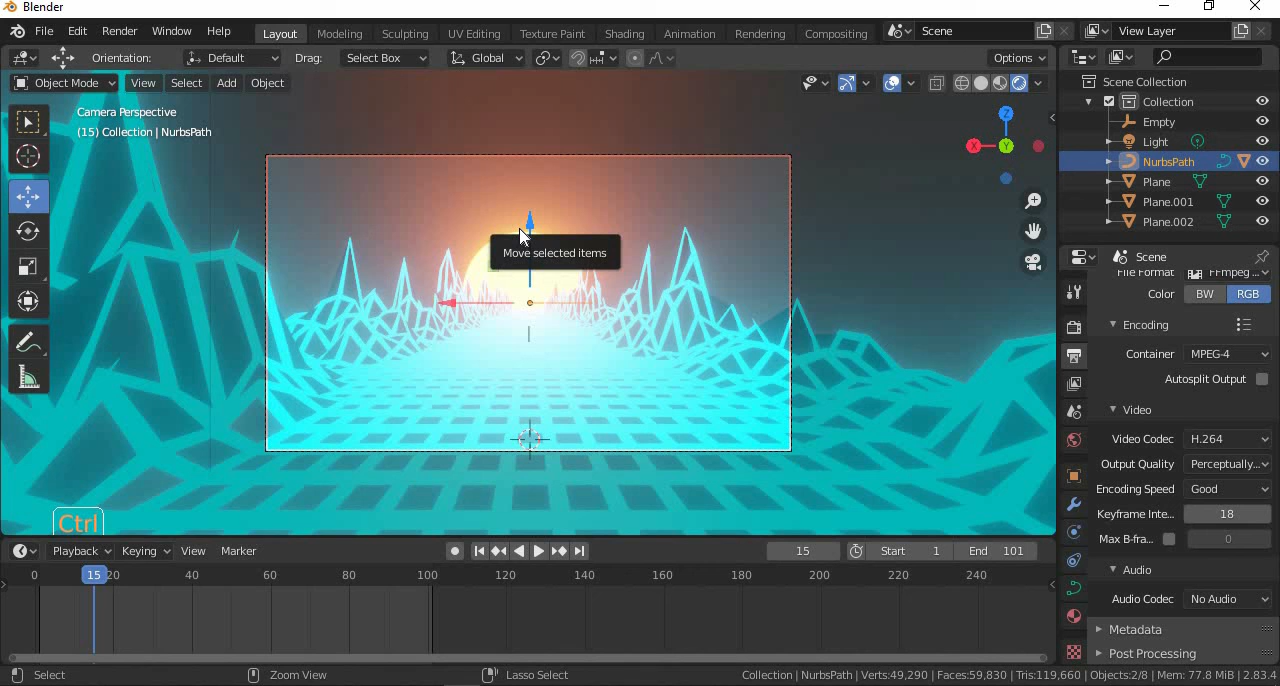 Blender
File Edit Render Window Help Layout Modeling Sculpting UV Editing Texture Paint Shading Animation Rendering Compositing Scene View Layer
Orientation: Default Drag: Select Box Global Options
Object Mode View Select Add Object
Camera Perspective
(15) Collection | NurbsPath
Z
X
Y
Move selected items
Ctrl
Scene Collection
Collection
Empty
Light
NurbsPath
Plane
Plane.001
Plane.002
Scene
File Format FFmpeg ...
Color BW RGB
Encoding
Container MPEG-4
Autosplit Output
Video
Video Codec H.264
Output Quality Perceptually...
Encoding Speed Good
Keyframe Inte... 18
Max B-fra... 0
Audio
Audio Codec No Audio
Metadata
Post Processing
Playback Keying View Marker 15 Start 1 End 101
0 15 20 40 60 80 100 120 140 160 180 200 220 240
Select Zoom View Lasso Select Collection | NurbsPath | Verts:49,290 | Faces:59,830 | Tris:119,660 | Objects:2/8 | Mem: 77.8 MiB | 2.83.4